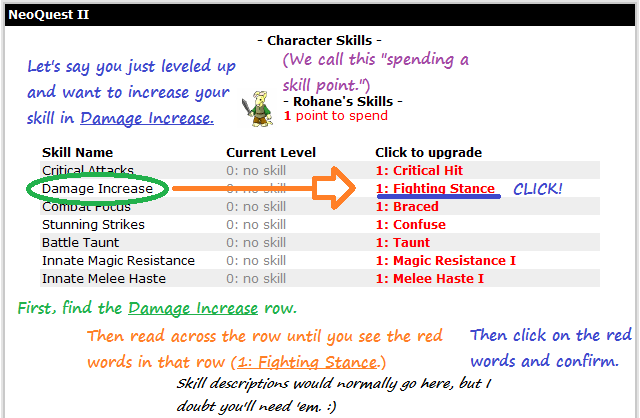 NeoQuest II
- Character Skills -
Let's say you just leveled up
and want to increase your
skill in Damage Increase.
(We call this "spending a
skill point.")
- Rohane's Skills -
1 point to spend
Skill Name Current Level Click to upgrade
Critical Attacks 0: no skill 1: Critical Hit
Damage Increase 0: no skill 1: Fighting Stance CLICK!
Combat Focus 0: no skill 1: Braced
Stunning Strikes 0: no skill 1: Confuse
Battle Taunt 0: no skill 1: Taunt
Innate Magic Resistance 0: no skill 1: Magic Resistance I
Innate Melee Haste 0: no skill 1: Melee Haste I
First, find the Damage Increase row.
Then read across the row until you see the red
words in that row (1: Fighting Stance.)
Then click on the red
words and confirm.
Skill descriptions would normally go here, but I
doubt you'll need 'em. :)